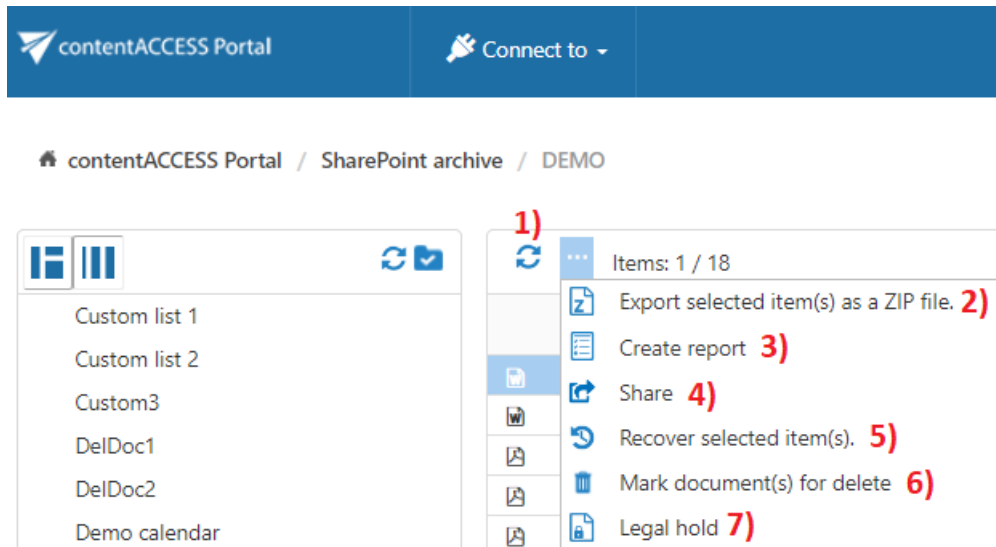 contentACCESS Portal
Connect to
contentACCESS Portal / SharePoint archive / DEMO
1)
Items: 1 / 18
Custom list 1
Custom list 2
Custom3
DelDoc1
DelDoc2
Demo calendar
Export selected item(s) as a ZIP file. 2)
Create report 3)
Share 4)
Recover selected item(s). 5)
Mark document(s) for delete 6)
Legal hold 7)